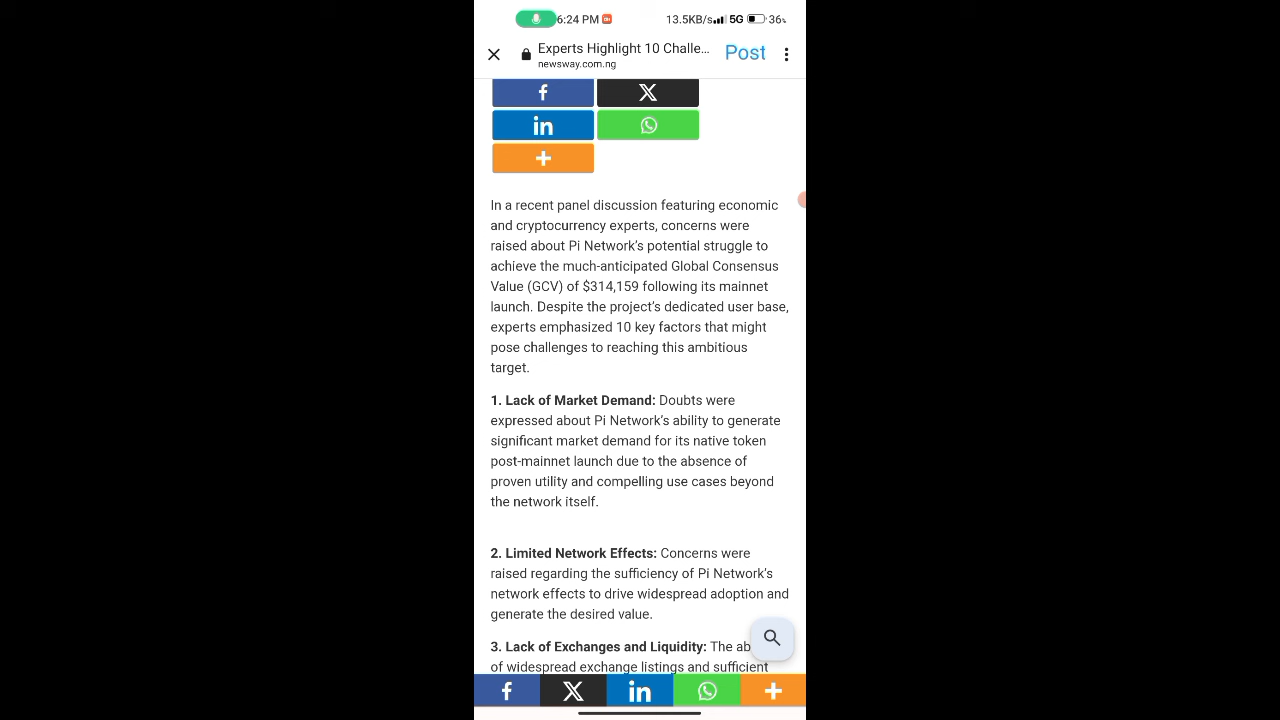 6:24 PM 13.5KB/s 5G 36%
Experts Highlight 10 Challe... Post
newsway.com.ng
In a recent panel discussion featuring economic
and cryptocurrency experts, concerns were
raised about Pi Network's potential struggle to
achieve the much-anticipated Global Consensus
Value (GCV) of $314,159 following its mainnet
launch. Despite the project's dedicated user base,
experts emphasized 10 key factors that might
pose challenges to reaching this ambitious
target.
1. Lack of Market Demand: Doubts were
expressed about Pi Network's ability to generate
significant market demand for its native token
post-mainnet launch due to the absence of
proven utility and compelling use cases beyond
the network itself.
2. Limited Network Effects: Concerns were
raised regarding the sufficiency of Pi Network's
network effects to drive widespread adoption and
generate the desired value.
3. Lack of Exchanges and Liquidity: The ab
of widespread exchange listings and sufficient